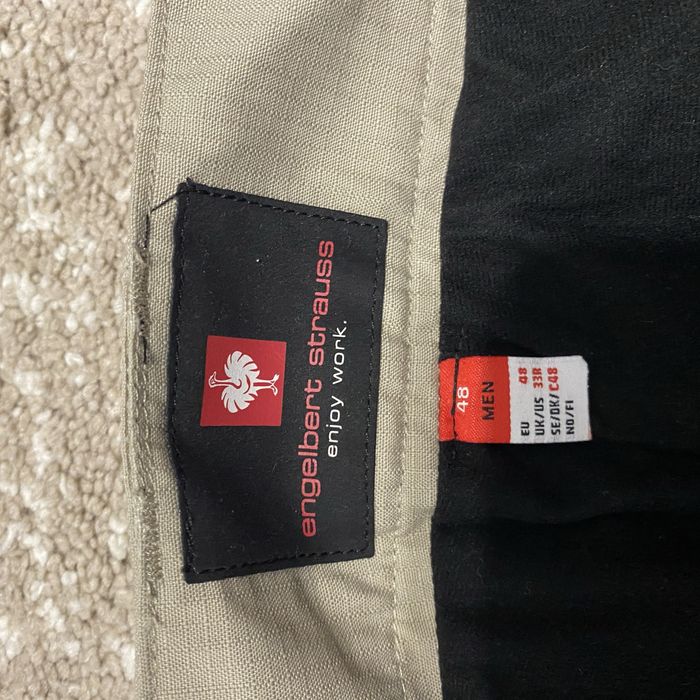 engelbert strauss
enjoy work.
48
MEN
EU 48
UK/US 33R
SE/DK/ C48
NO/FI